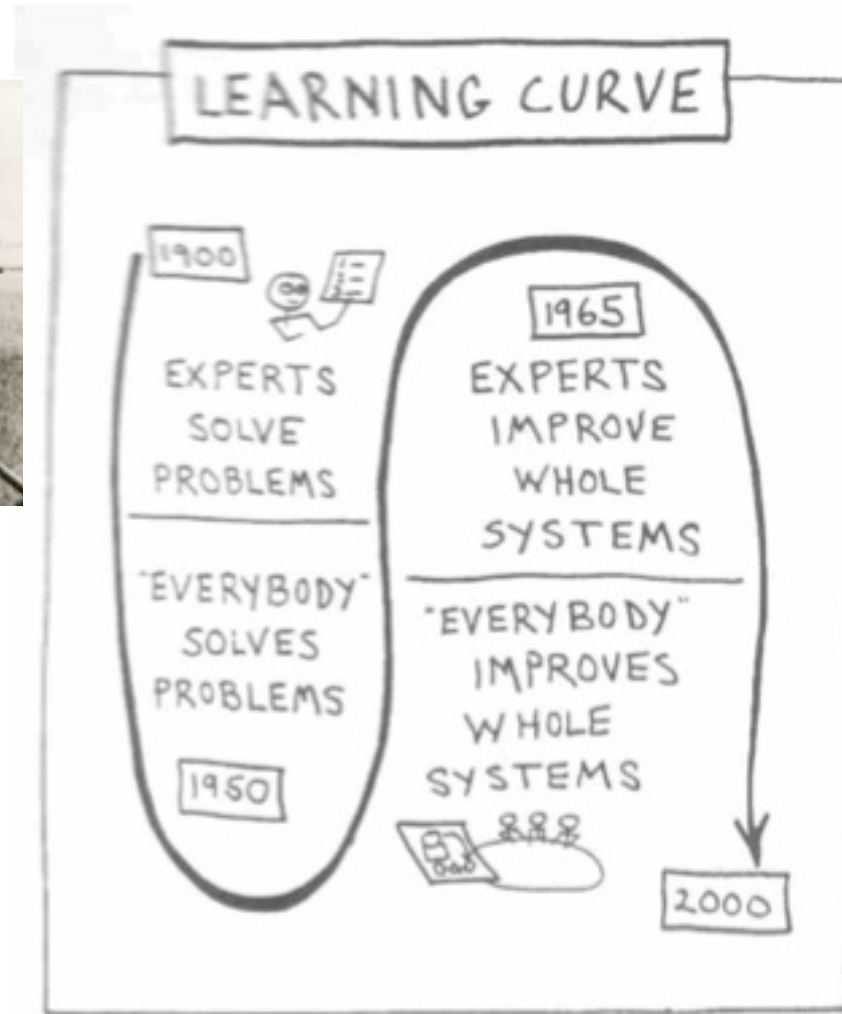 LEARNING CURVE
1900
EXPERTS
SOLVE
PROBLEMS
"EVERYBODY"
SOLVES
PROBLEMS
1950
1965
EXPERTS
IMPROVE
WHOLE
SYSTEMS
"EVERYBODY"
IMPROVES
WHOLE
SYSTEMS
2000